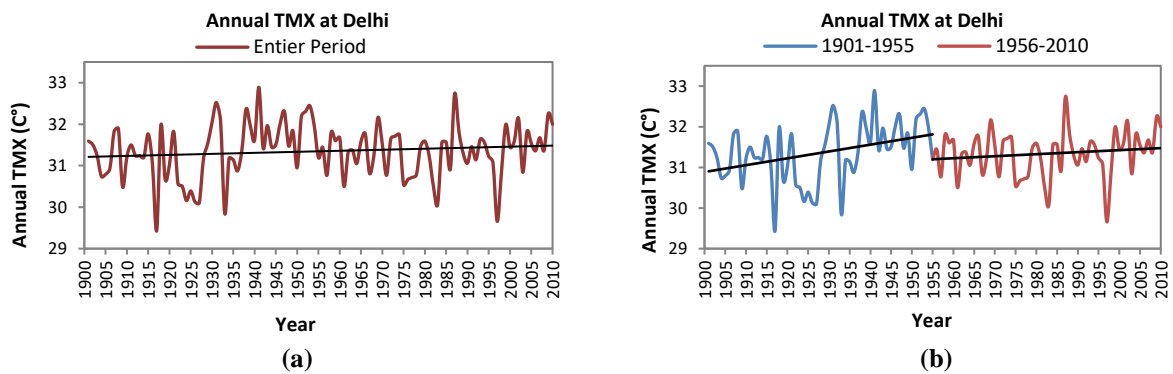 Annual TMX at Delhi
Entier Period
Annual TMX (C°)
33
32
31
30
29
1900 1905 1910 1915 1920 1925 1930 1935 1940 1945 1950 1955 1960 1965 1970 1975 1980 1985 1990 1995 2000 2005 2010
Year
(a)
Annual TMX at Delhi
1901-1955 1956-2010
Annual TMX (C°)
33
32
31
30
29
1900 1905 1910 1915 1920 1925 1930 1935 1940 1945 1950 1955 1960 1965 1970 1975 1980 1985 1990 1995 2000 2005 2010
Year
(b)